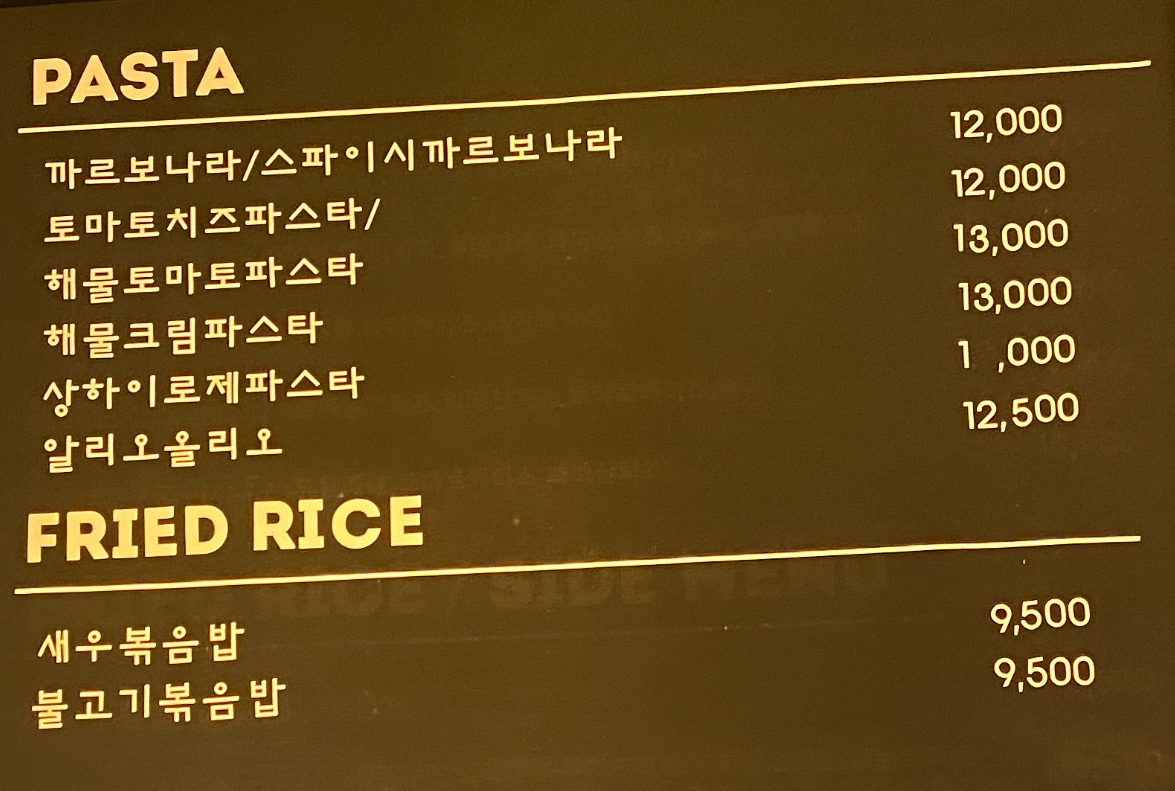 PASTA
까르보나라/스파이시까르보나라 12,000
토마토치즈파스타/ 12,000
해물토마토파스타 13,000
해물크림파스타 13,000
상하이로제파스타 1 ,000
알리오올리오 12,500
FRIED RICE
새우볶음밥 9,500
불고기볶음밥 9,500